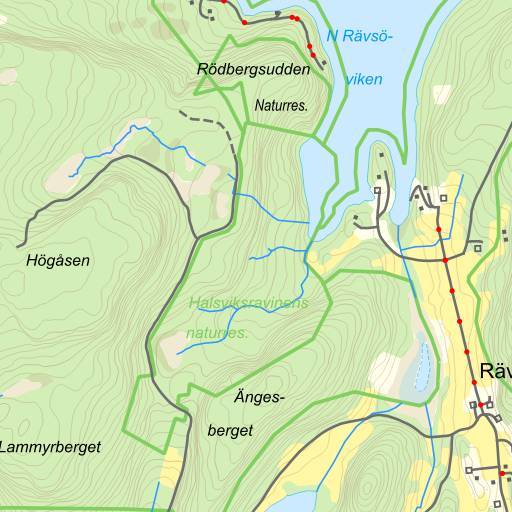 N Rävsö-
viken
Rödbergsudden
Naturres.
Högåsen
Halsviksravinens
naturres.
Räv
Änges-
berget
Lammyrberget